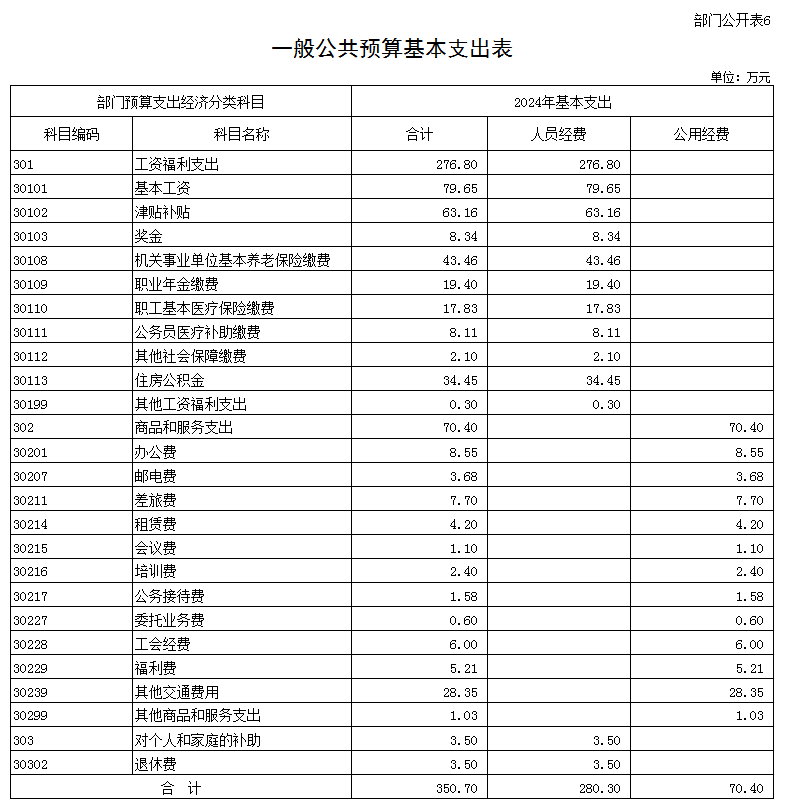 部门公开表6
一般公共预算基本支出表
单位：万元
部门预算支出经济分类科目 2024年基本支出
科目编码 科目名称 合计 人员经费 公用经费
301 工资福利支出 276.80 276.80
30101 基本工资 79.65 79.65
30102 津贴补贴 63.16 63.16
30103 奖金 8.34 8.34
30108 机关事业单位基本养老保险缴费 43.46 43.46
30109 职业年金缴费 19.40 19.40
30110 职工基本医疗保险缴费 17.83 17.83
30111 公务员医疗补助缴费 8.11 8.11
30112 其他社会保障缴费 2.10 2.10
30113 住房公积金 34.45 34.45
30199 其他工资福利支出 0.30 0.30
302 商品和服务支出 70.40 70.40
30201 办公费 8.55 8.55
30207 邮电费 3.68 3.68
30211 差旅费 7.70 7.70
30214 租赁费 4.20 4.20
30215 会议费 1.10 1.10
30216 培训费 2.40 2.40
30217 公务接待费 1.58 1.58
30227 委托业务费 0.60 0.60
30228 工会经费 6.00 6.00
30229 福利费 5.21 5.21
30239 其他交通费用 28.35 28.35
30299 其他商品和服务支出 1.03 1.03
303 对个人和家庭的补助 3.50 3.50
30302 退休费 3.50 3.50
合 计 350.70 280.30 70.40